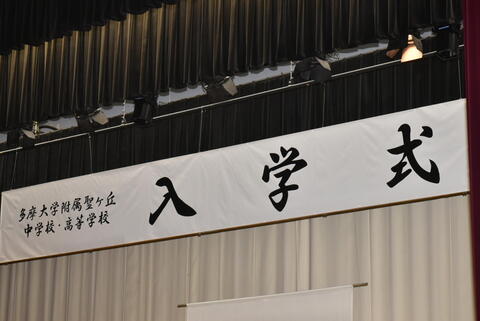 多摩大学附属聖ヶ丘
中学校・高等学校
入学式